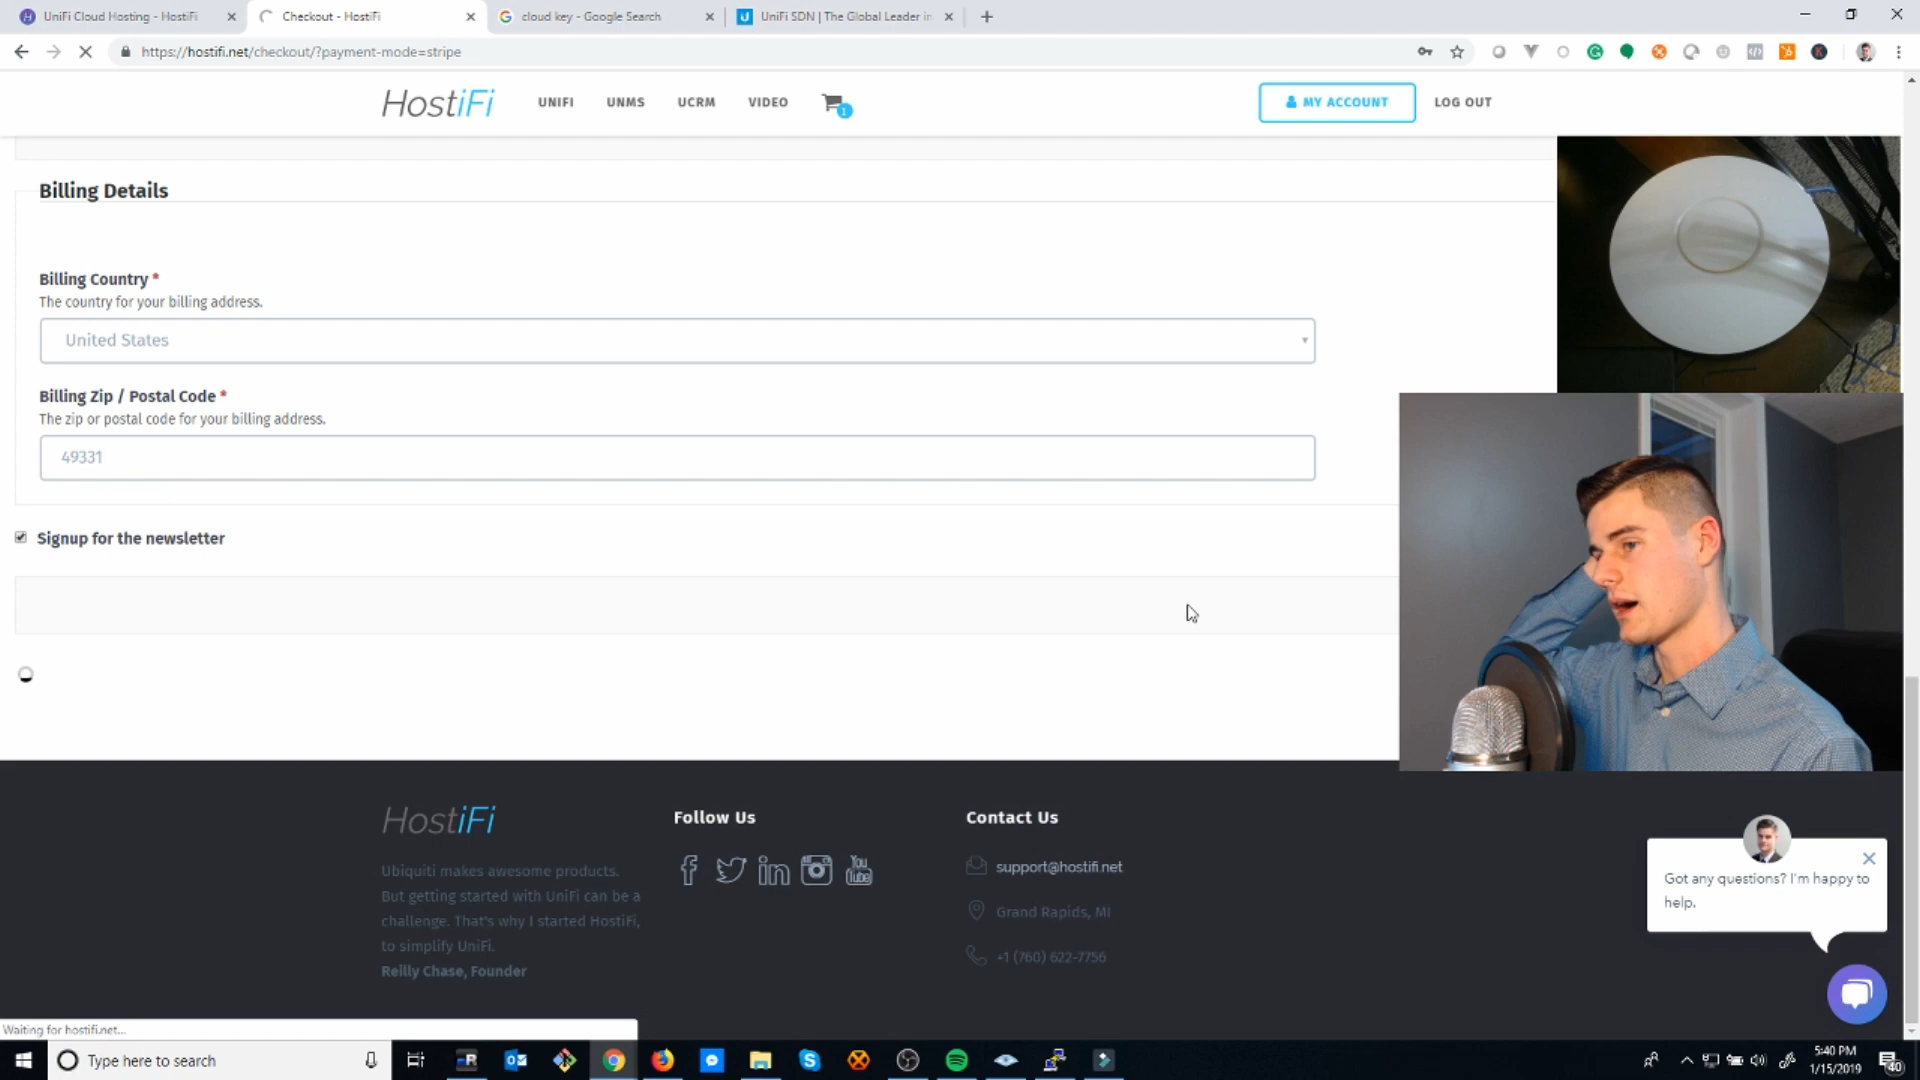 UniFi Cloud Hosting - HostiFi
Checkout - HostiFi
cloud key - Google Search
UniFi SDN | The Global Leader in
https://hostifi.net/checkout/?payment-mode=stripe
HostiFi
UNIFI
UNMS
UCRM
VIDEO
1
MY ACCOUNT
LOG OUT
Billing Details
Billing Country *
The country for your billing address.
United States
Billing Zip / Postal Code *
The zip or postal code for your billing address.
49331
Signup for the newsletter
HostiFi
Ubiquiti makes awesome products.
But getting started with UniFi can be a
challenge. That's why I started HostiFi,
to simplify UniFi.
Reilly Chase, Founder
Follow Us
You
Tube
Contact Us
support@hostifi.net
Grand Rapids, MI
+1 (760) 622-7756
Got any questions? I'm happy to
help.
Waiting for hostifi.net...
Type here to search
5:40 PM
1/15/2019
40